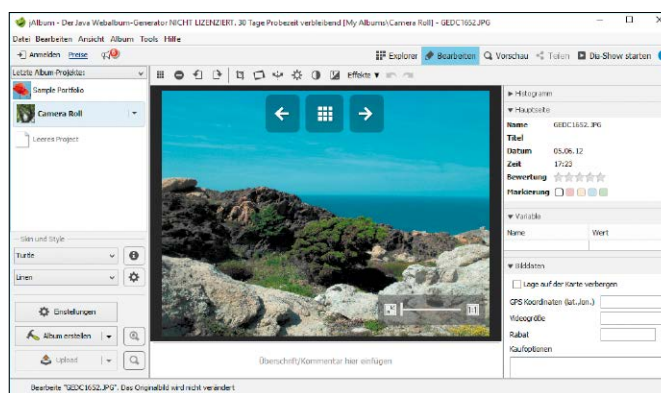 jAlbum - Der Java Webalbum-Generator NICHT LIZENZIERT. 30 Tage Probezeit verbleibend [My Albums\Camera Roll] - GEDC1652.JPG
Datei Bearbeiten Ansicht Album Tools Hilfe
Anmelden Preise Explorer Bearbeiten Vorschau Teilen Dia-Show starten
Letzte Album-Projekte:
Effekte
Sample Portfolio
Camera Roll
Leeres Project
Histogramm
Hauptseite
Name GEDC1652.JPG
Titel
Datum 05.06.12
Zeit 17:23
Bewertung
Markierung
Variable
Name Wert
Skin und Style
Turtle
Linen
Bilddaten
Lage auf der Karte verbergen
GPS Koordinaten (lat.,lon.)
Videogröße
Rabat
Kaufoptionen
Einstellungen
Album erstellen
Upload
1:1
Überschrift/Kommentar hier einfügen
Bearbeite "GEDC1652.JPG". Das Originalbild wird nicht verändert